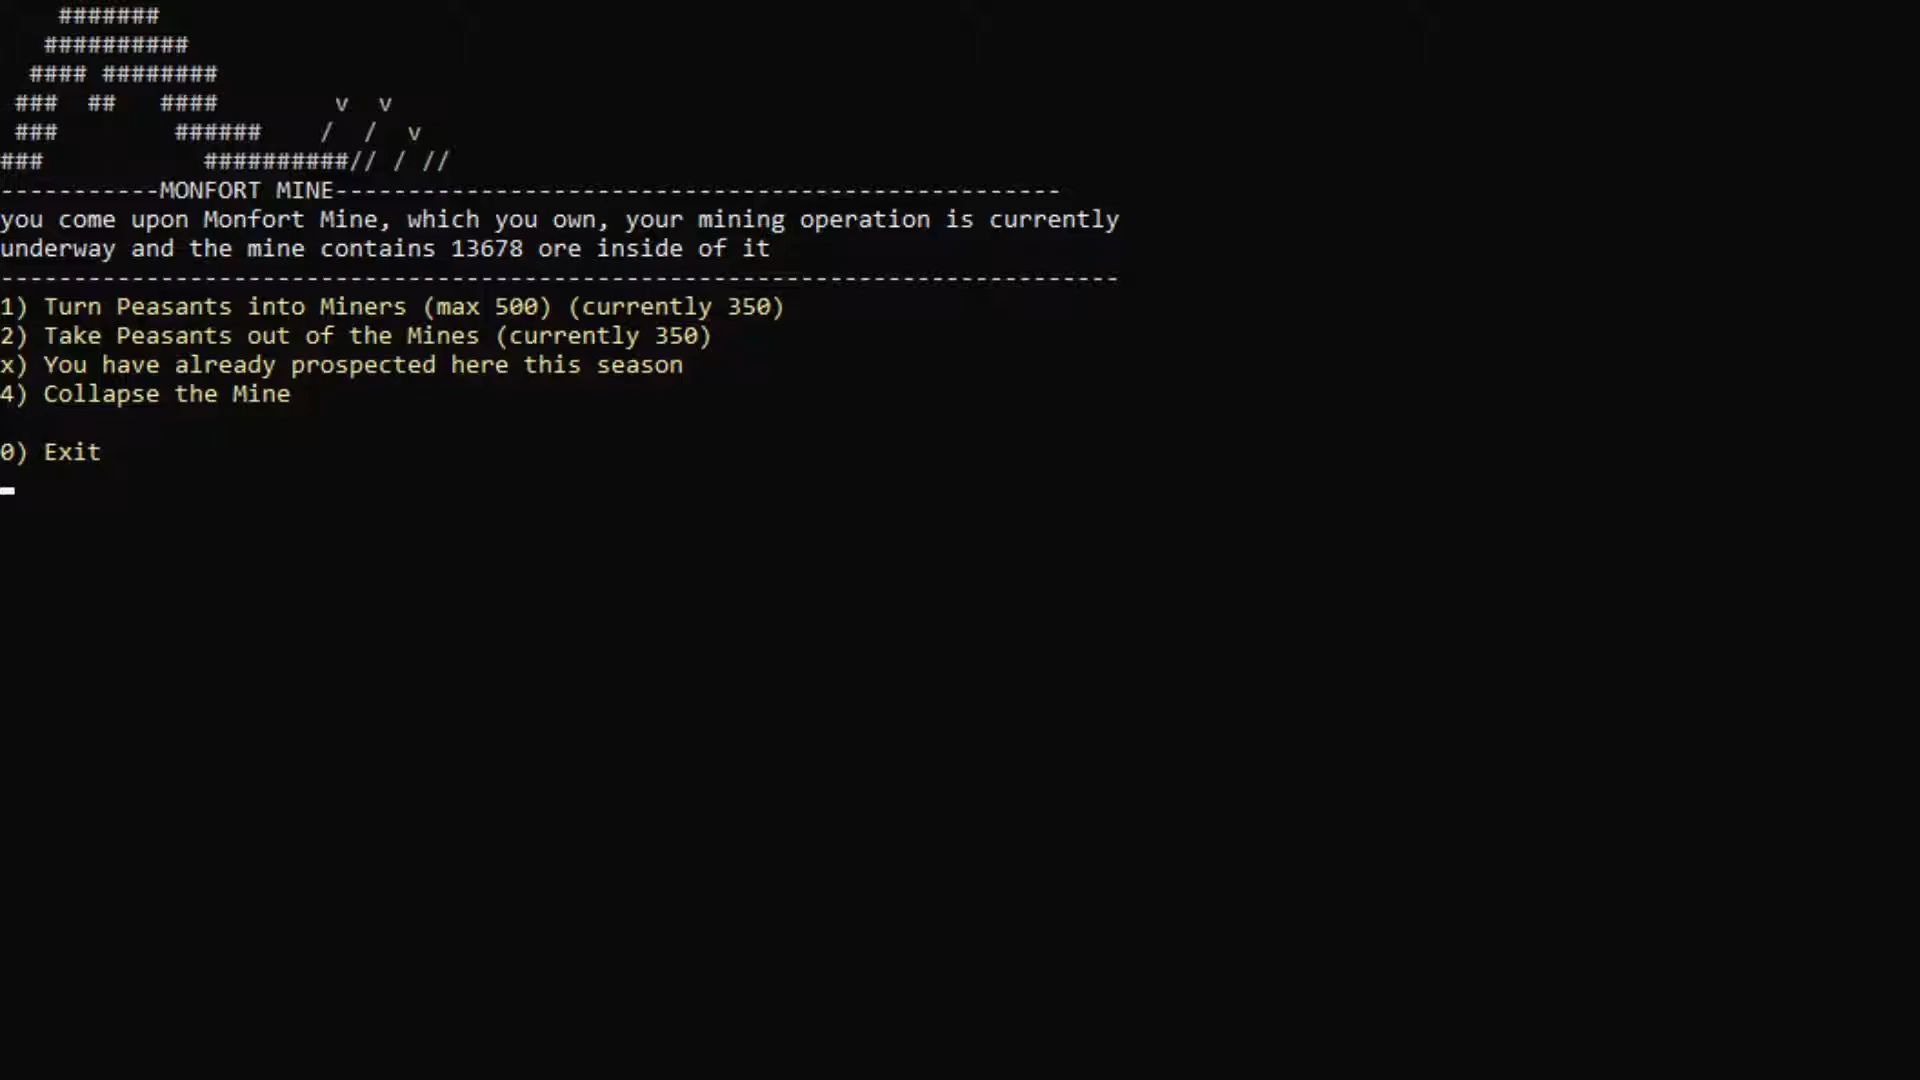 #######
   ##########
  #### ########
 ### ##   ####        v  v
 ###        ######    /  /  v
###           ##########// / //
-----------MONFORT MINE--------------------------------------------------
you come upon Monfort Mine, which you own, your mining operation is currently
underway and the mine contains 13678 ore inside of it
-----------------------------------------------------------------------------
1) Turn Peasants into Miners (max 500) (currently 350)
2) Take Peasants out of the Mines (currently 350)
x) You have already prospected here this season
4) Collapse the Mine
0) Exit